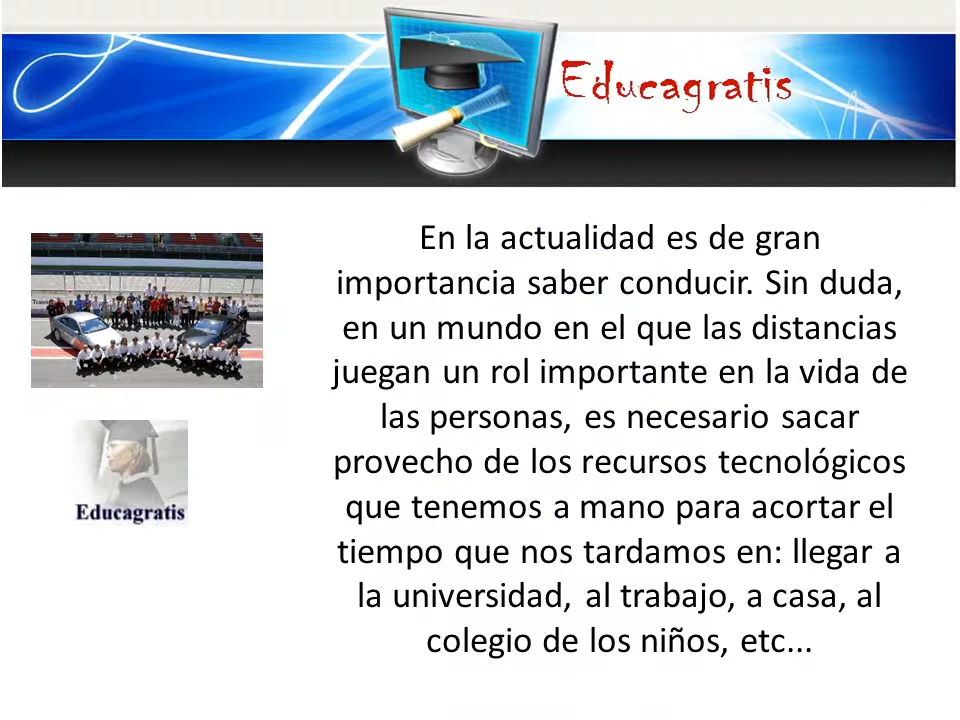 Educagratis
En la actualidad es de gran
importancia saber conducir. Sin duda,
en un mundo en el que las distancias
juegan un rol importante en la vida de
las personas, es necesario sacar
provecho de los recursos tecnológicos
que tenemos a mano para acortar el
tiempo que nos tardamos en: llegar a
la universidad, al trabajo, a casa, al
colegio de los niños, etc...
Educagratis